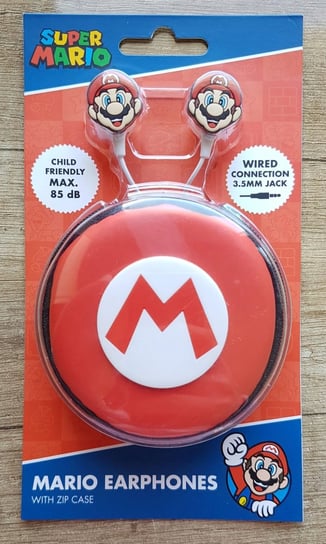 SUPER
MARIO
CHILD
FRIENDLY
MAX.
85 dB
WIRED
CONNECTION
3.5MM JACK
M
MARIO EARPHONES
WITH ZIP CASE